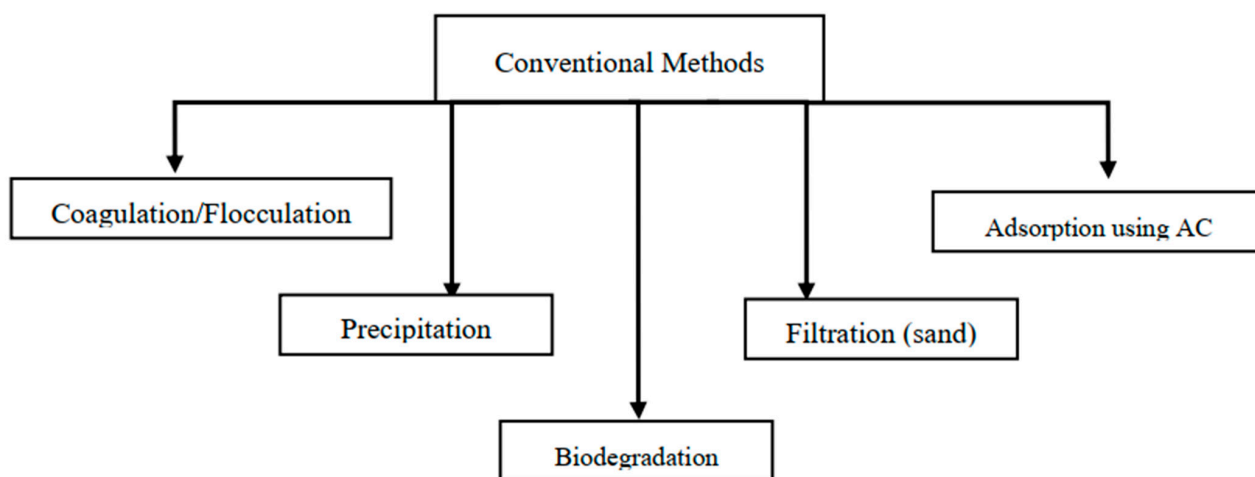 Conventional Methods
Coagulation/Flocculation
Adsorption using AC
Precipitation
Filtration (sand)
Biodegradation